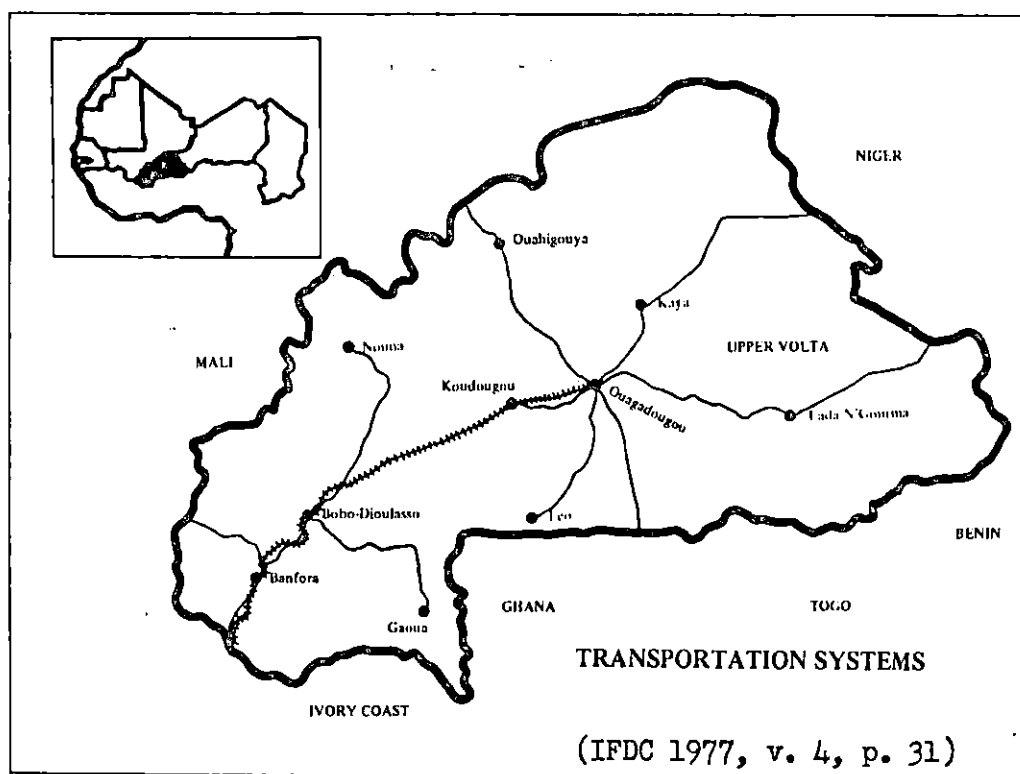 NIGER
Ouahigouya
Kaya
MALI
Nouna
UPPER VOLTA
Koudougou
Ouagadougou
Fada N'Gourma
Bobo-Dioulasso
Leo
BENIN
Banfora
Gaoua
GHANA
TOGO
TRANSPORTATION SYSTEMS
IVORY COAST
(IFDC 1977, v. 4, p. 31)